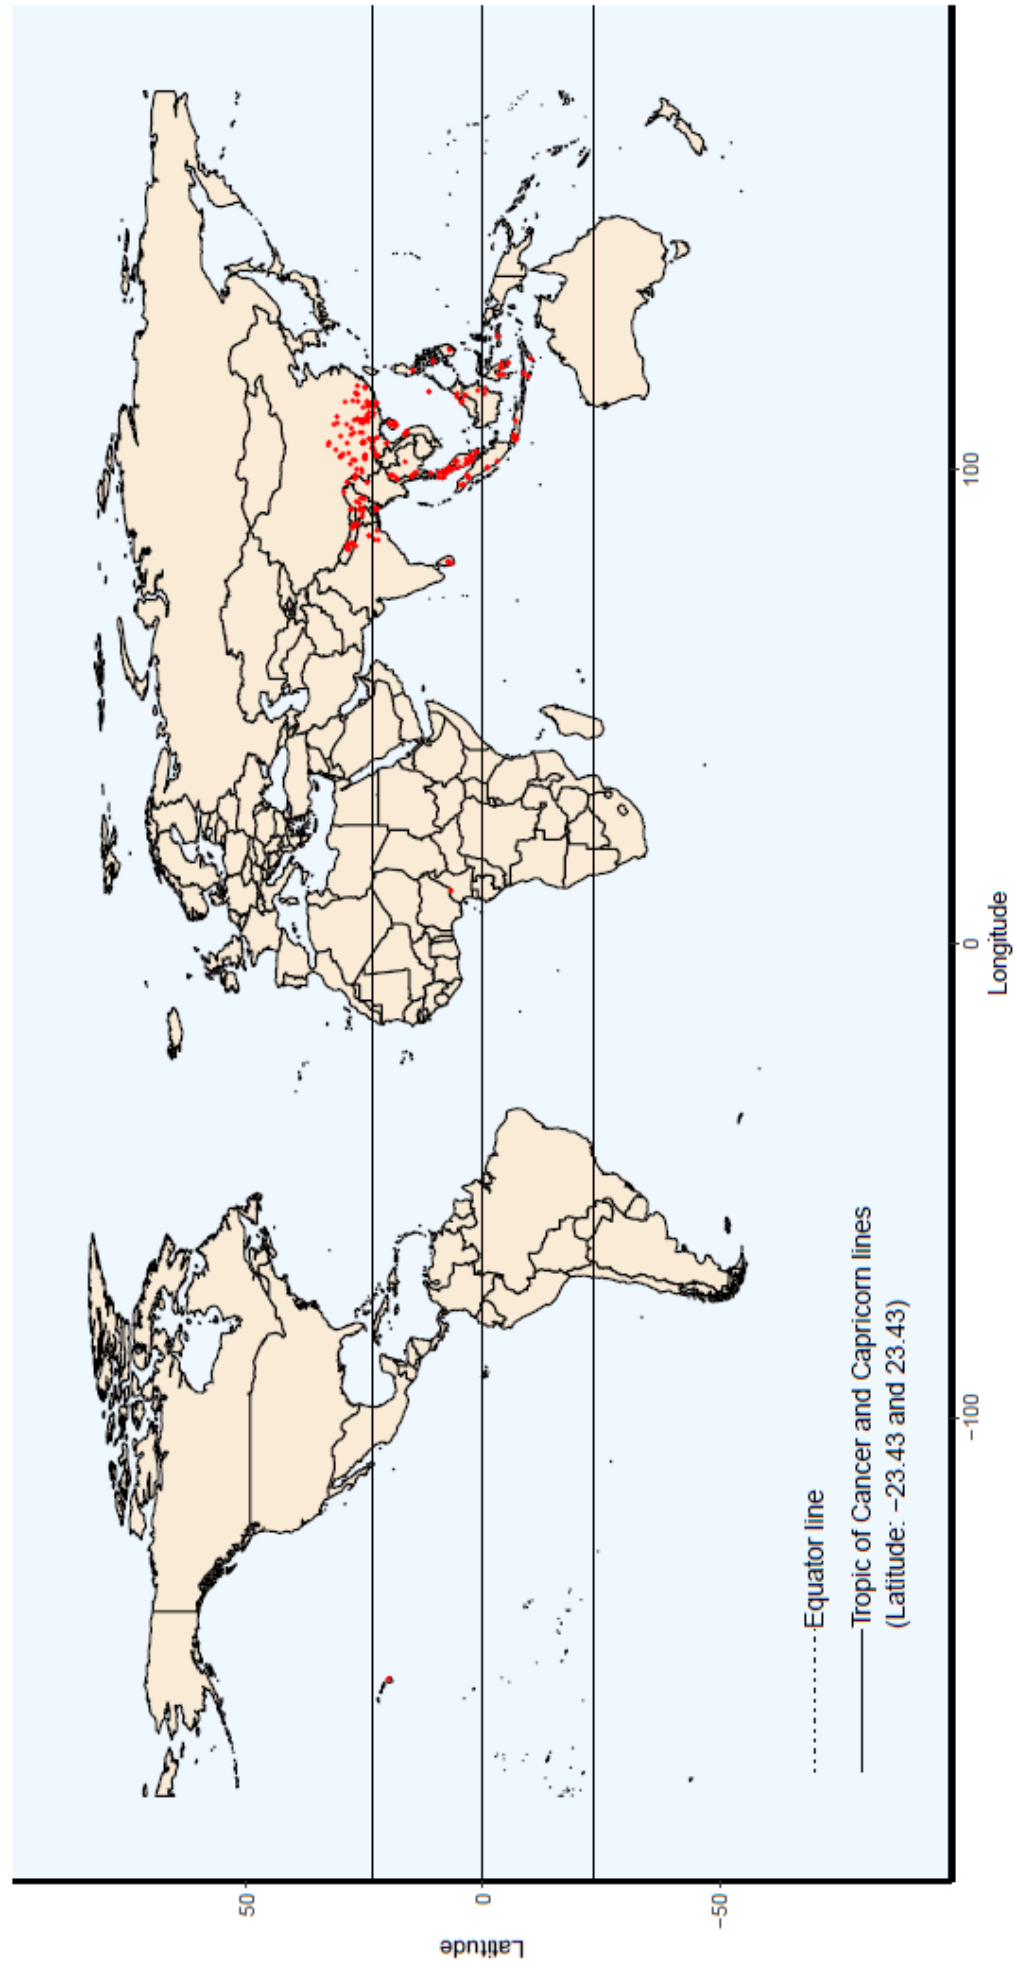 Latitude
50
0
−50
Equator line
Tropic of Cancer and Capricorn lines
(Latitude: −23.43 and 23.43)
−100
0
100
Longitude